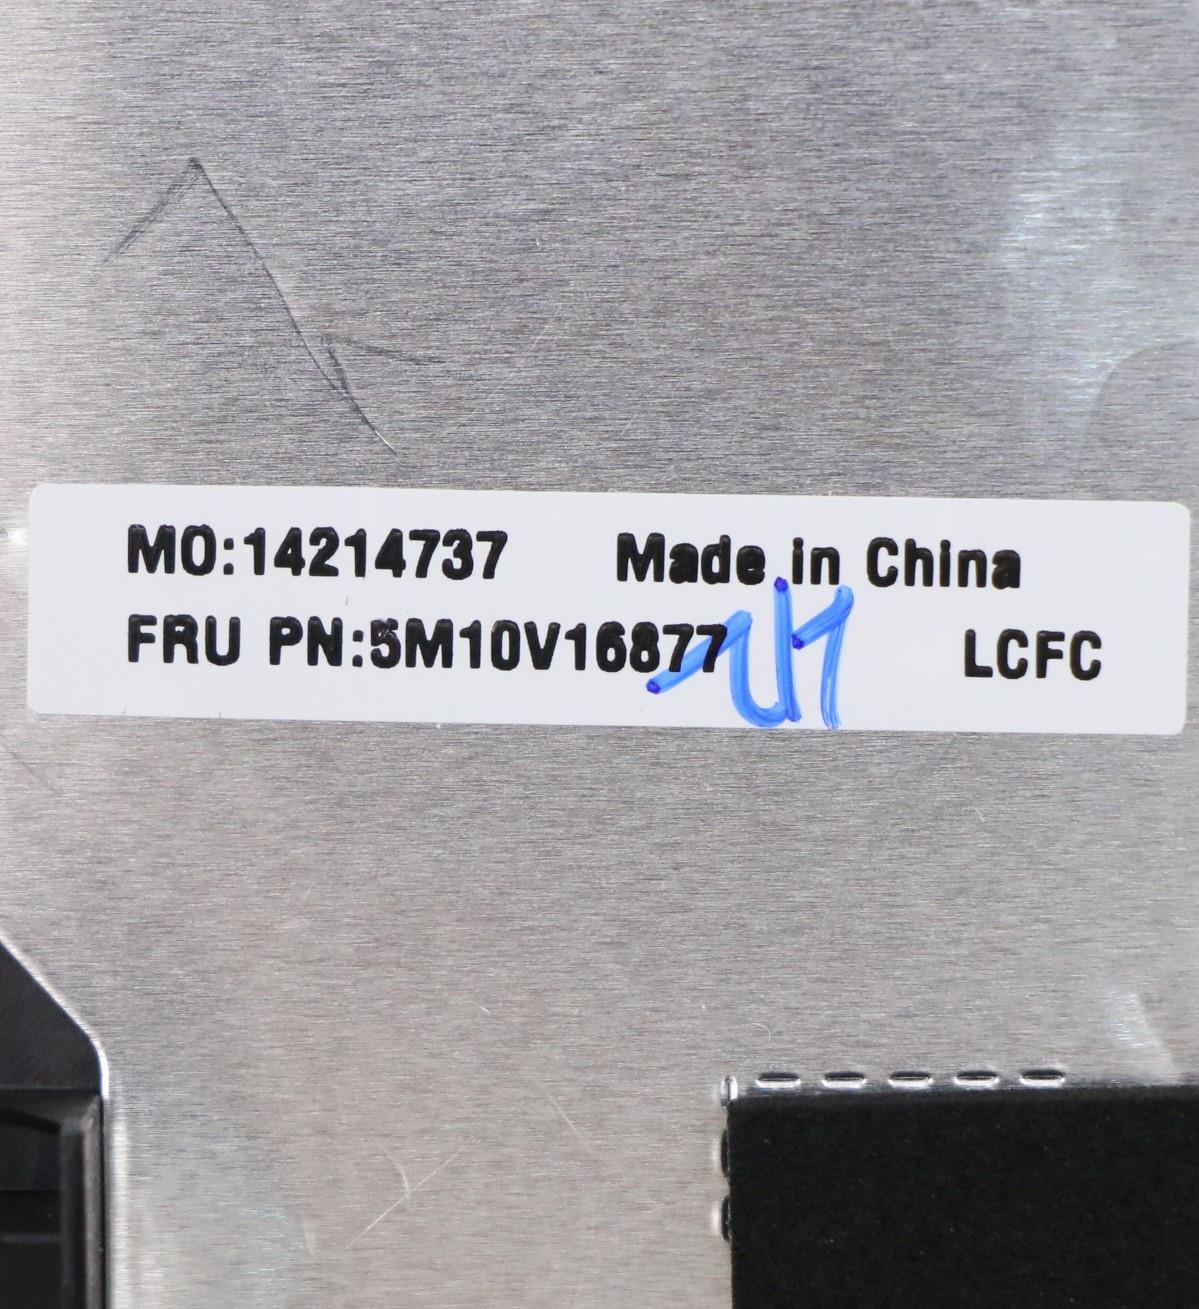 MO:14214737 Made in China
FRU PN:5M10V16877 LCFC